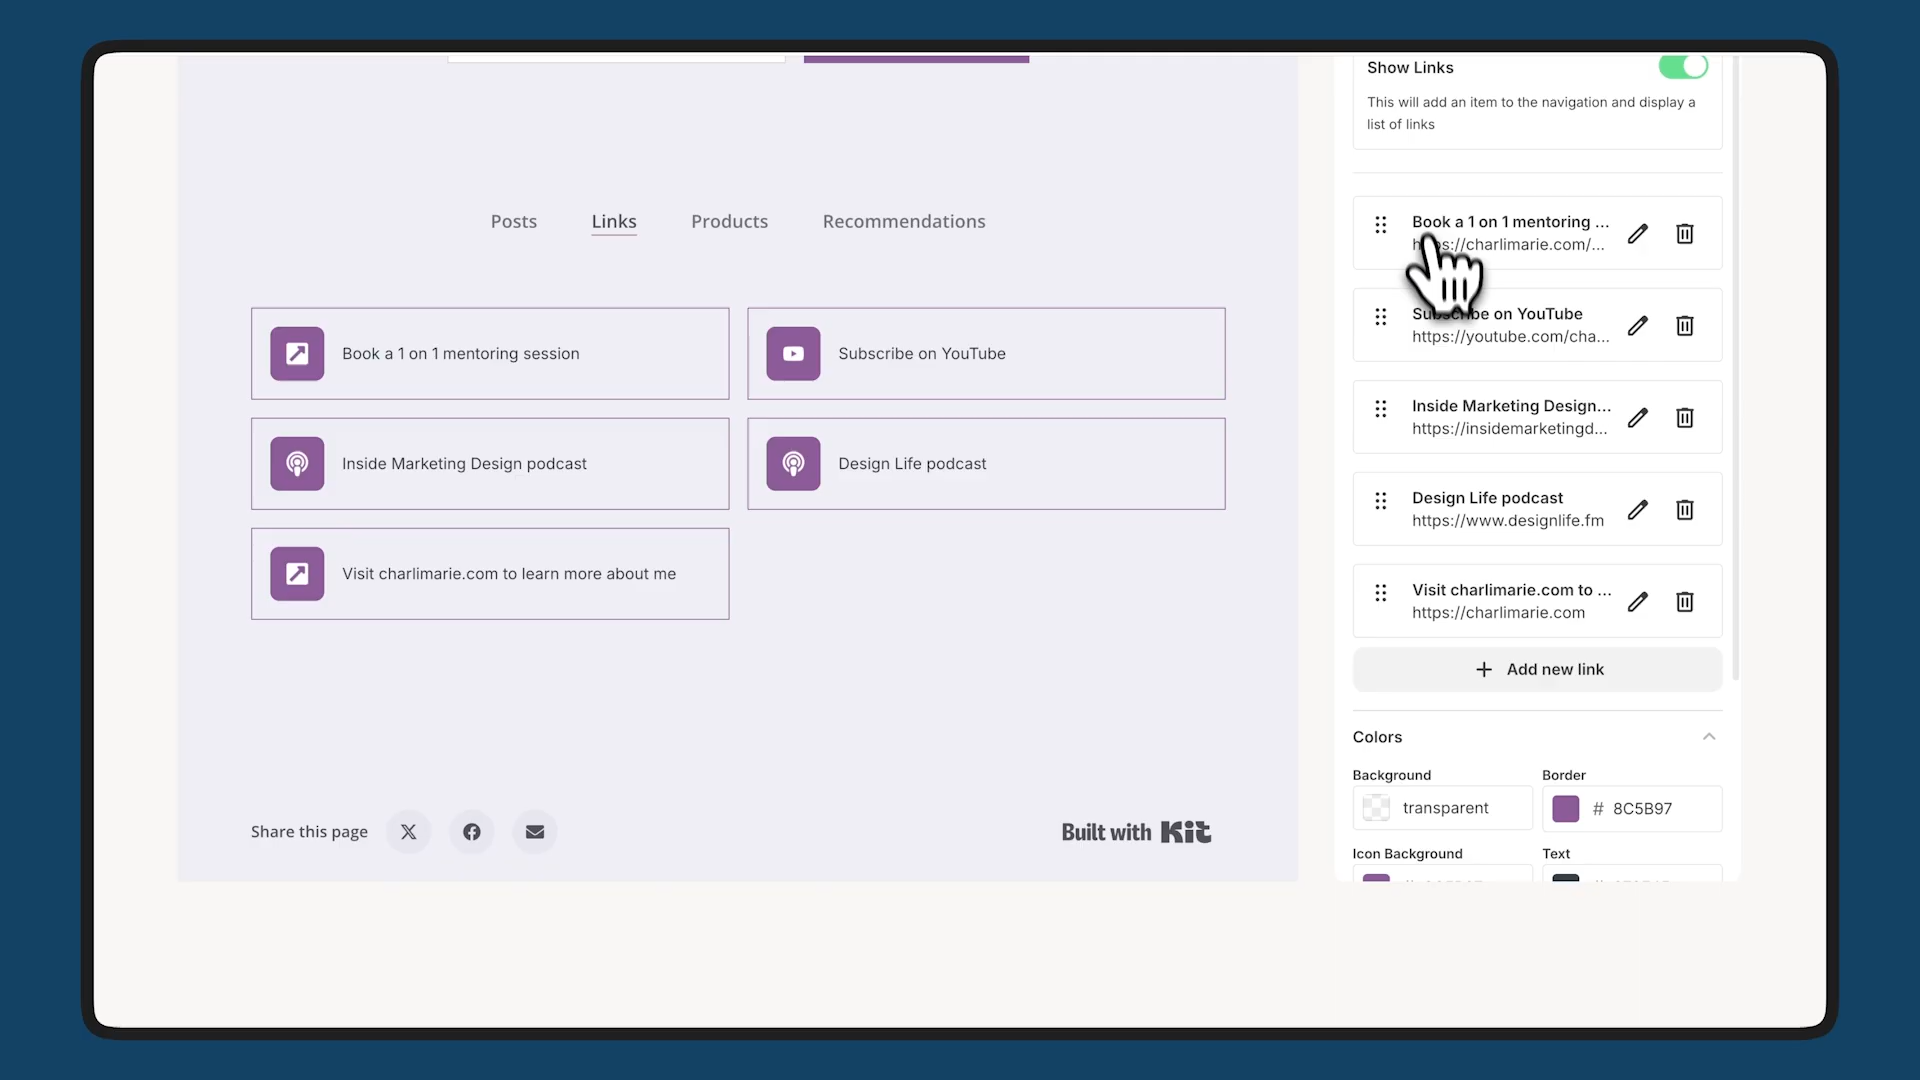 Show Links
This will add an item to the navigation and display a
list of links
Posts
Links
Products
Recommendations
Book a 1 on 1 mentoring session
Subscribe on YouTube
Inside Marketing Design podcast
Design Life podcast
Visit charlimarie.com to learn more about me
Share this page
Built with Kit
Book a 1 on 1 mentoring ...
https://charlimarie.com/...
Subscribe on YouTube
https://youtube.com/cha...
Inside Marketing Design...
https://insidemarketingd...
Design Life podcast
https://www.designlife.fm
Visit charlimarie.com to ...
https://charlimarie.com
+ Add new link
Colors
Background
Border
transparent
# 8C5B97
Icon Background
Text